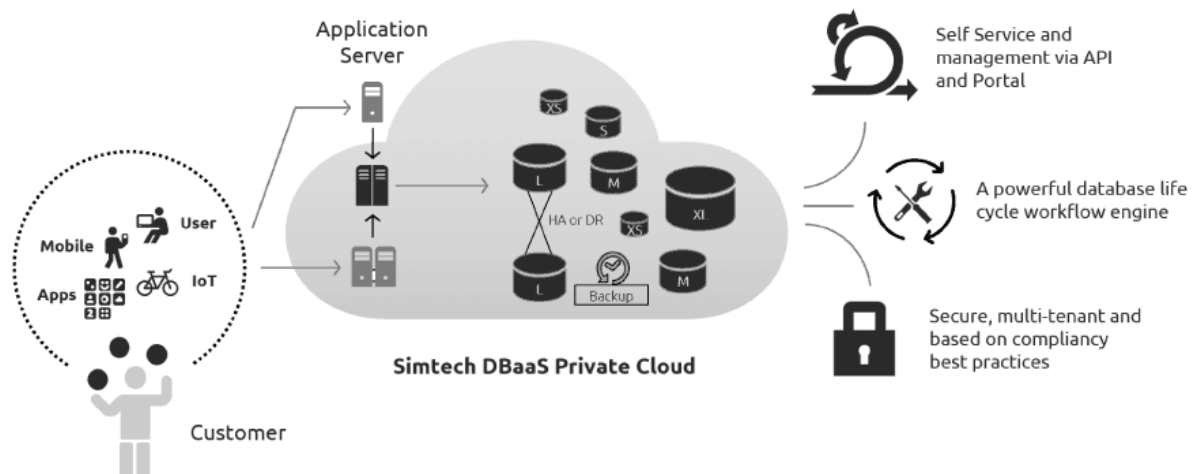 Application
Server
Self Service and
management via API
and Portal
XS
S
L
M
XL
HA or DR
XS
L
Backup
M
A powerful database life
cycle workflow engine
User
Mobile
IoT
Apps
2
Simtech DBaaS Private Cloud
Secure, multi-tenant and
based on compliancy
best practices
Customer